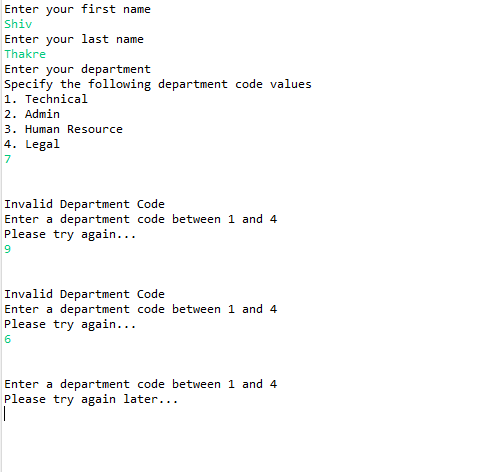 Enter your first name
Shiv
Enter your last name
Thakre
Enter your department
Specify the following department code values
1. Technical
2. Admin
3. Human Resource
4. Legal
7
Invalid Department Code
Enter a department code between 1 and 4
Please try again...
9
Invalid Department Code
Enter a department code between 1 and 4
Please try again...
6
Enter a department code between 1 and 4
Please try again later...